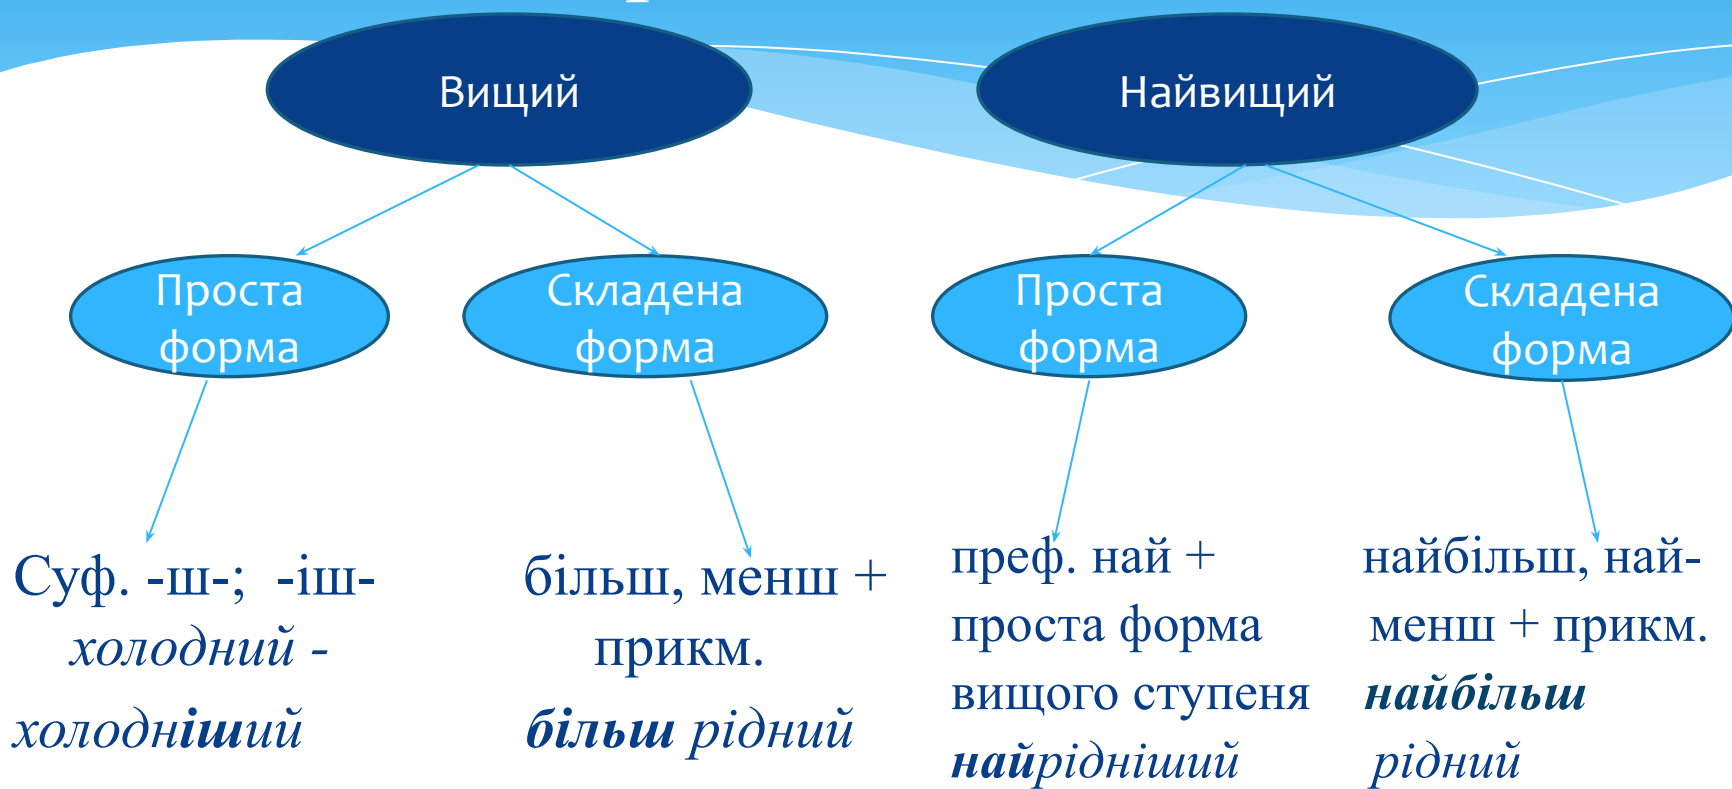 Вищий
Найвищий
Проста
форма
Складена
форма
Проста
форма
Складена
форма
Суф. -ш-; -іш-
холодний -
холодніший
більш, менш +
прикм.
більш рідний
преф. най +
проста форма
вищого ступеня
найрідніший
найбільш, най-
менш + прикм.
найбільш
рідний